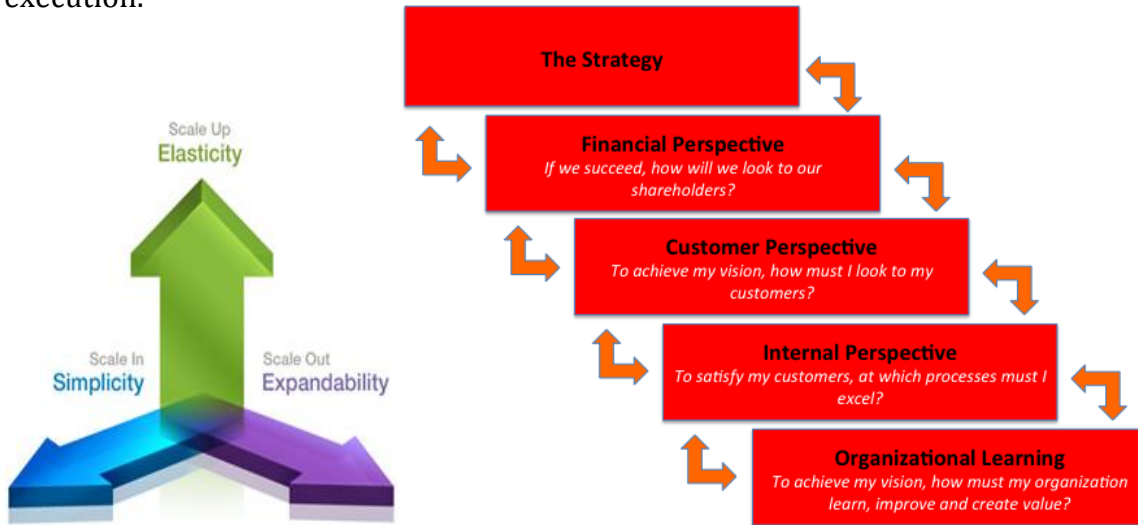 execution.
Scale Up
Elasticity
Scale In
Simplicity
Scale Out
Expandability
The Strategy
Financial Perspective
If we succeed, how will we look to our
shareholders?
Customer Perspective
To achieve my vision, how must I look to my
customers?
Internal Perspective
To satisfy my customers, at which processes must I
excel?
Organizational Learning
To achieve my vision, how must my organization
learn, improve and create value?